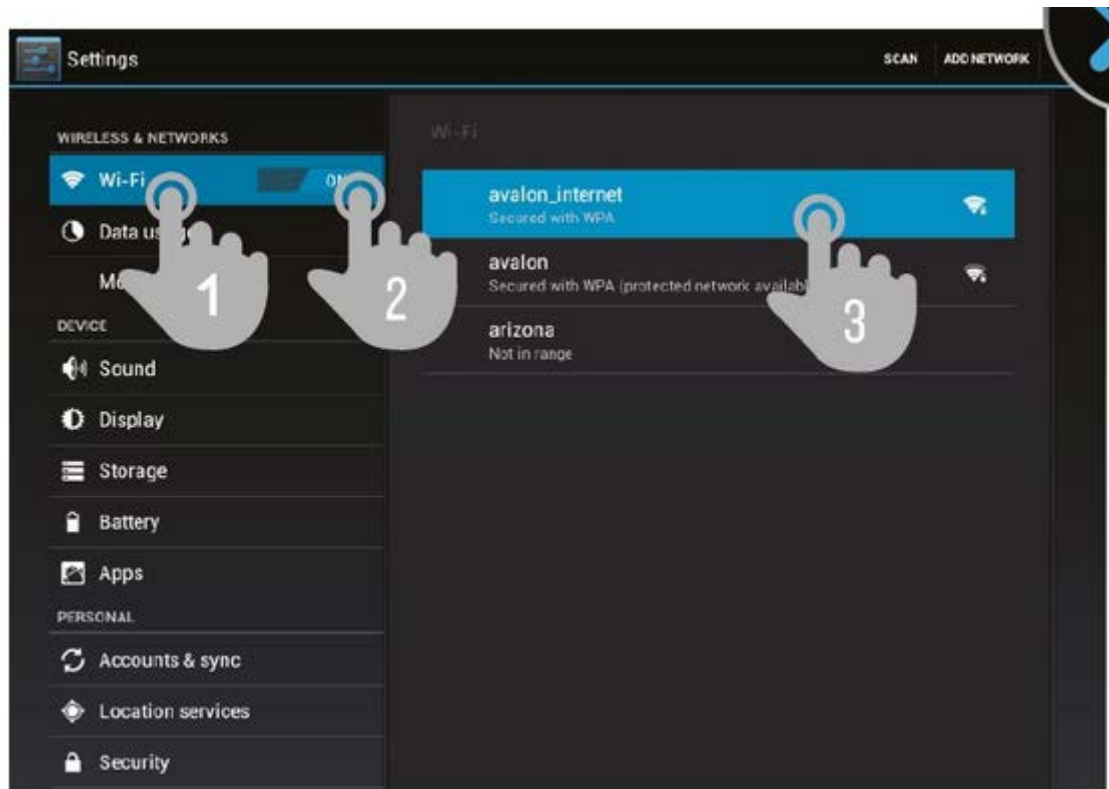 Settings
SCAN
ADD NETWORK
WIRELESS & NETWORKS
Wi-Fi
Data
1
2
DEVICE
Sound
Display
Storage
Battery
Apps
PERSONAL
Accounts & sync
Location services
Security
Wi-Fi
avalon_internet
Secured with WPA
avalon
Secured with WPA (protected network
3
arizona
Not in range